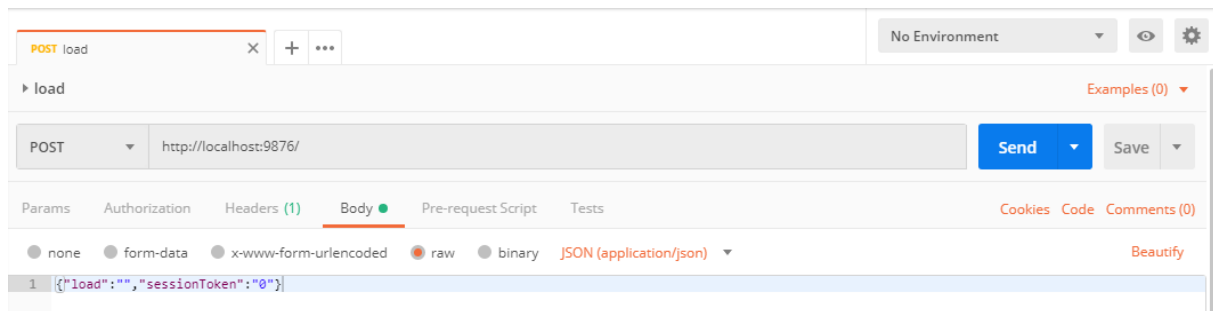 POST load
No Environment
load
Examples (0)
POST http://localhost:9876/ Send Save
Params Authorization Headers (1) Body Pre-request Script Tests Cookies Code Comments (0)
none form-data x-www-form-urlencoded raw binary JSON (application/json) Beautify
1 {"load":"","sessionToken":"0"}